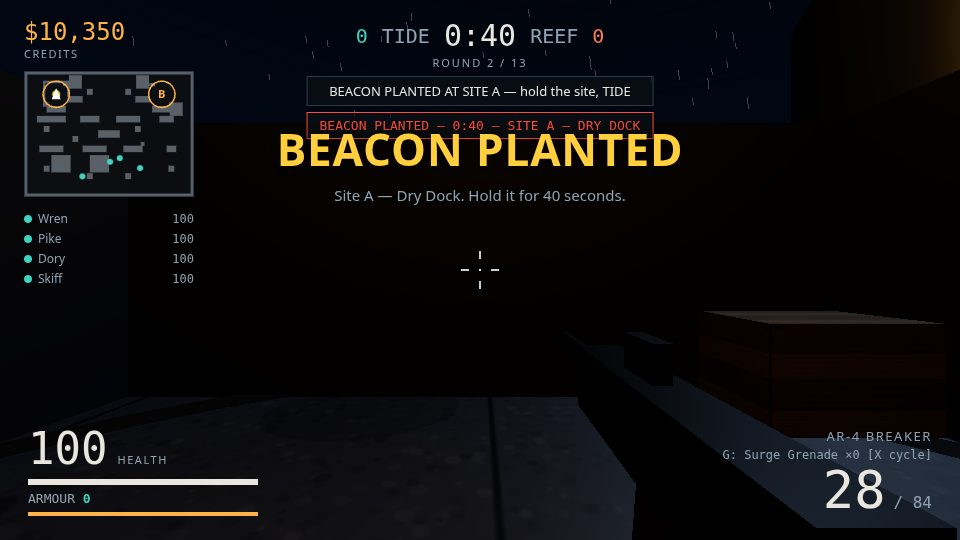 $10,350
CREDITS
0 TIDE 0:40 REEF 0
ROUND 2 / 13
BEACON PLANTED AT SITE A — hold the site, TIDE
BEACON PLANTED — 0:40 — SITE A — DRY DOCK
BEACON PLANTED
Site A — Dry Dock. Hold it for 40 seconds.
B
Wren 100
Pike 100
Dory 100
Skiff 100
100 HEALTH
ARMOUR 0
AR-4 BREAKER
G: Surge Grenade ×0 [X cycle]
28 / 84